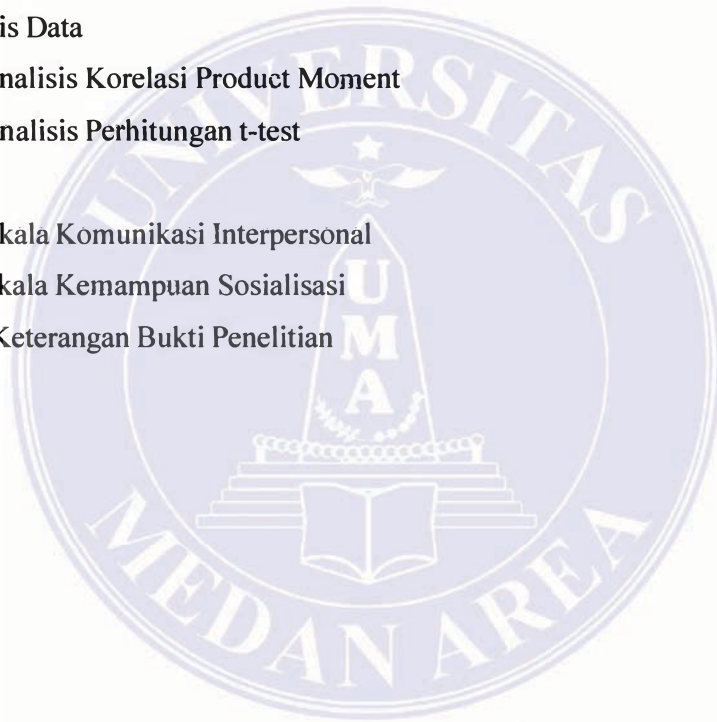 is Data
nalisis Korelasi Product Moment
nalisis Perhitungan t-test
kala Komunikasi Interpersonal
kala Kemampuan Sosialisasi
Keterangan Bukti Penelitian
UNIVERSITAS
UMA
MEDAN AREA